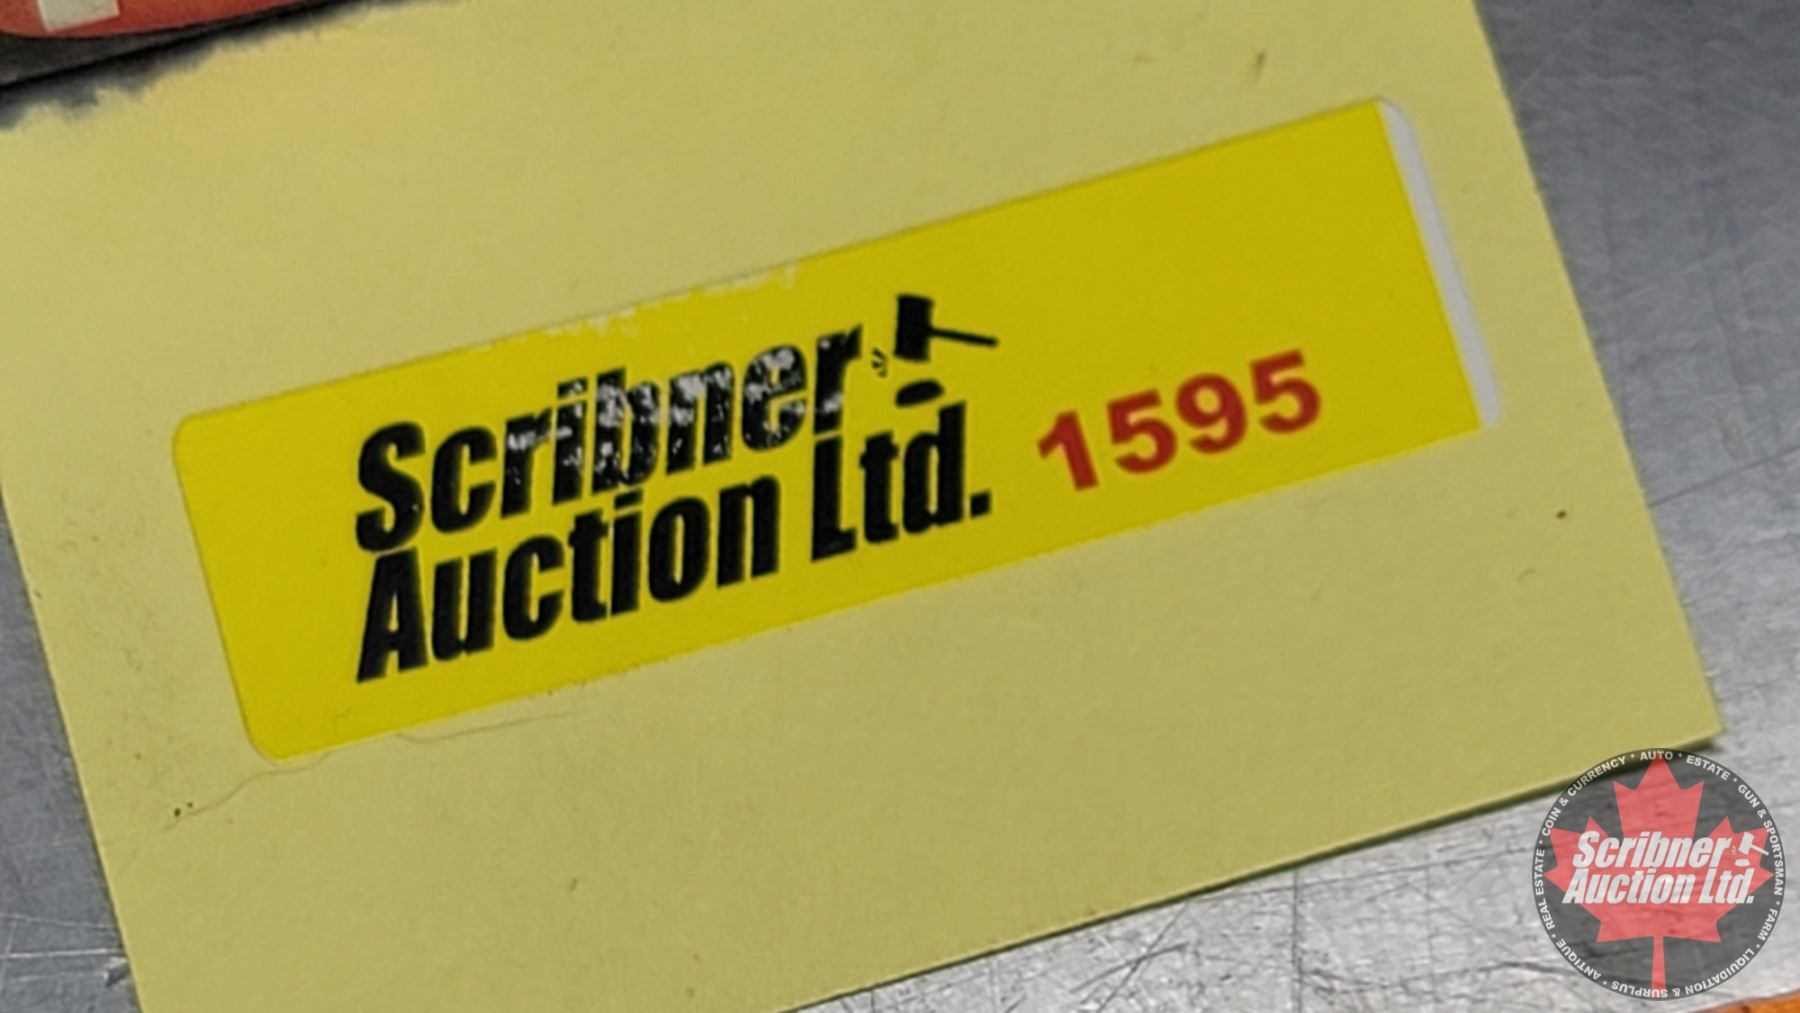 Scribner
Auction Ltd.
1595
COIN & CURRENCY • AUTO • ESTATE • GUN & SPORTSMAN • FARM • LIQUIDATION & SURPLUS • ANTIQUE • REAL ESTATE •
Scribner
Auction Ltd.